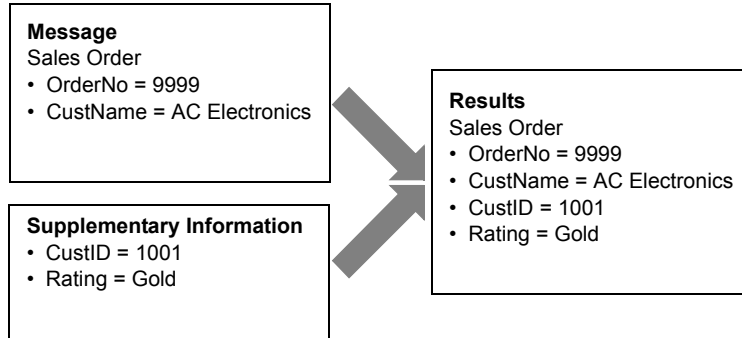 Message
Sales Order
• OrderNo = 9999
• CustName = AC Electronics
Supplementary Information
• CustID = 1001
• Rating = Gold
Results
Sales Order
• OrderNo = 9999
• CustName = AC Electronics
• CustID = 1001
• Rating = Gold